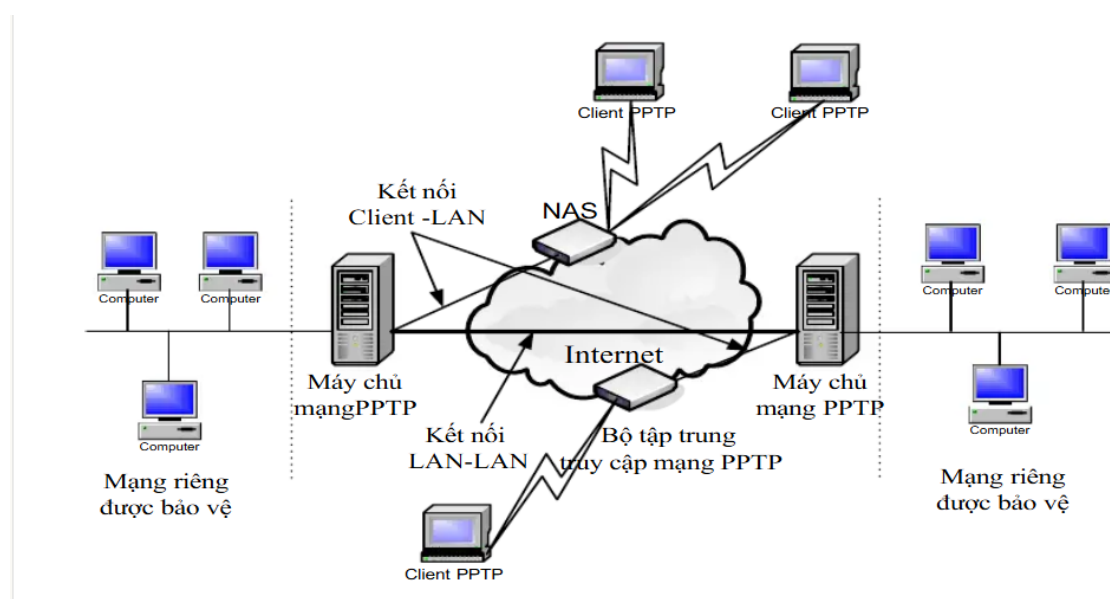 Client PPTP
Client PPTP
Kết nối
Client -LAN
NAS
Computer
Computer
Computer
Compute
Internet
Máy chủ
mạngPPTP
Máy chủ
mạng PPTP
Kết nối
LAN-LAN
Bộ tập trung
truy cập mạng PPTP
Computer
Computer
Mạng riêng
được bảo vệ
Mạng riêng
được bảo vệ
Client PPTP